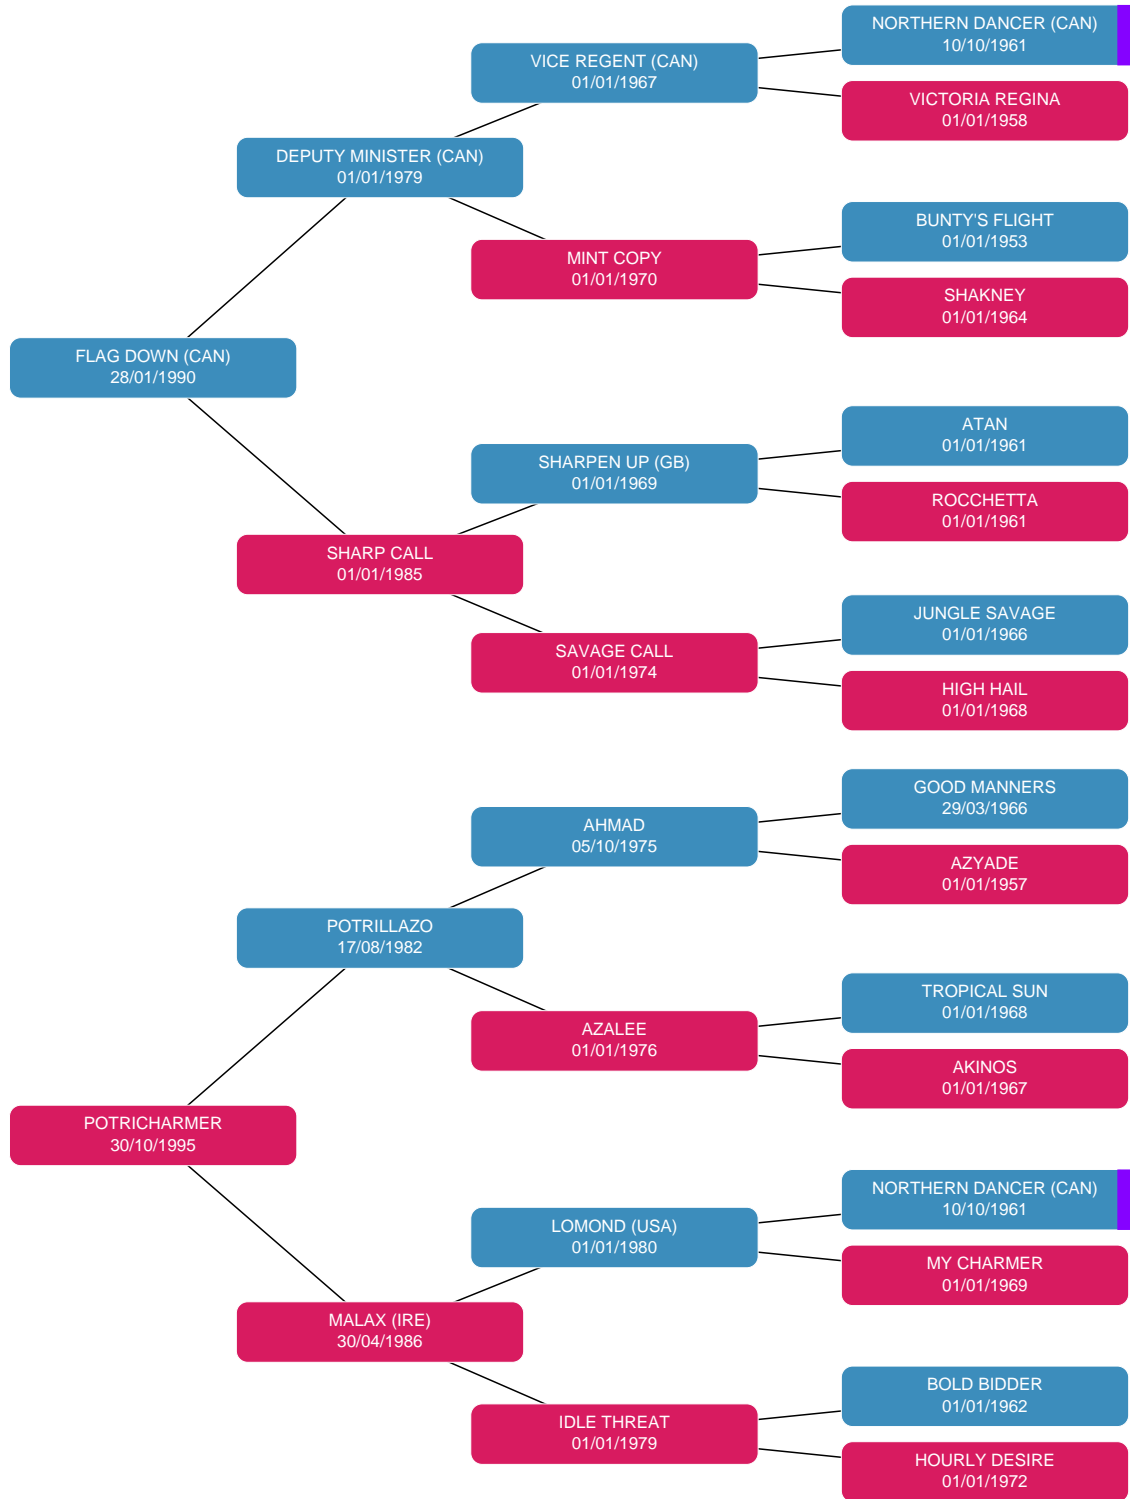 NORTHERN DANCER (CAN)
10/10/1961
VICE REGENT (CAN)
01/01/1967
VICTORIA REGINA
01/01/1958
DEPUTY MINISTER (CAN)
01/01/1979
BUNTY'S FLIGHT
01/01/1953
MINT COPY
01/01/1970
SHAKNEY
01/01/1964
FLAG DOWN (CAN)
28/01/1990
ATAN
01/01/1961
SHARPEN UP (GB)
01/01/1969
ROCCHETTA
01/01/1961
SHARP CALL
01/01/1985
JUNGLE SAVAGE
01/01/1966
SAVAGE CALL
01/01/1974
HIGH HAIL
01/01/1968
GOOD MANNERS
29/03/1966
AHMAD
05/10/1975
AZYADE
01/01/1957
POTRILLAZO
17/08/1982
TROPICAL SUN
01/01/1968
AZALEE
01/01/1976
AKINOS
01/01/1967
POTRICHARMER
30/10/1995
NORTHERN DANCER (CAN)
10/10/1961
LOMOND (USA)
01/01/1980
MY CHARMER
01/01/1969
MALAX (IRE)
30/04/1986
BOLD BIDDER
01/01/1962
IDLE THREAT
01/01/1979
HOURLY DESIRE
01/01/1972